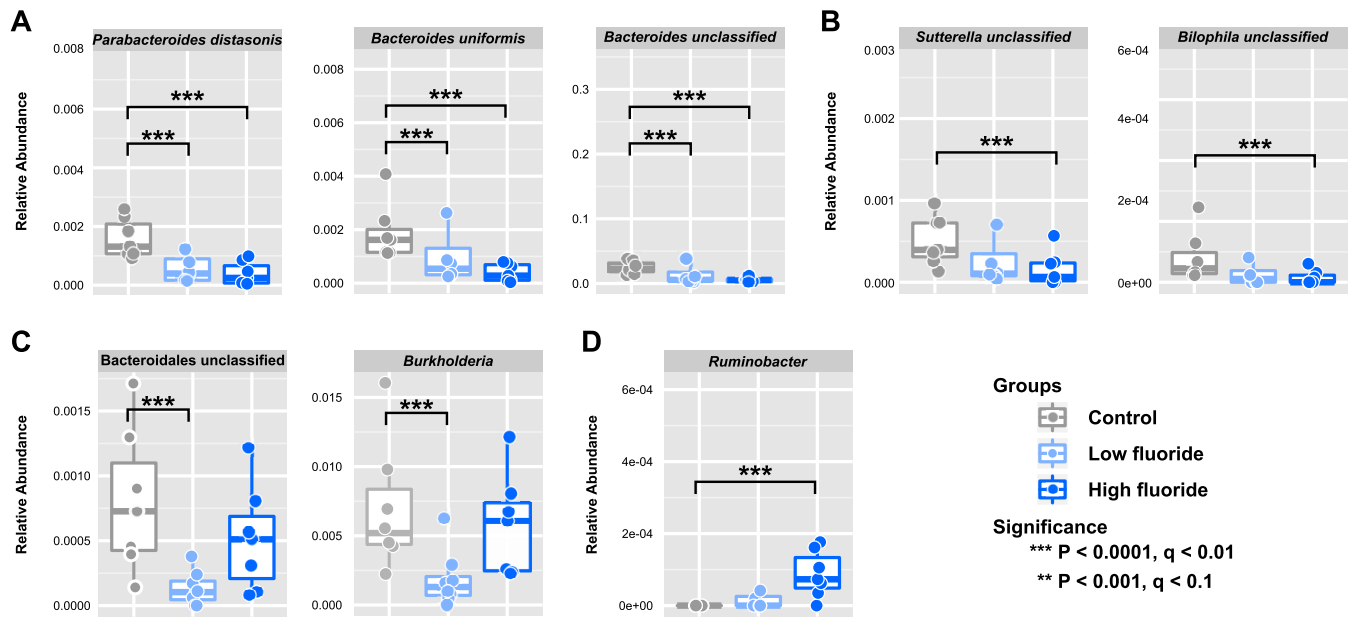 A
Parabacteroides distasonis
Bacteroides uniformis
Bacteroides unclassified
Relative Abundance
0.008
0.006
0.004
0.002
0.000
***
***
0.008
0.006
0.004
0.002
0.000
***
***
0.3
0.2
0.1
0.0
***
***
B
Sutterella unclassified
Bilophila unclassified
Relative Abundance
0.003
0.002
0.001
0.000
***
6e-04
4e-04
2e-04
0e+00
***
C
Bacteroidales unclassified
Burkholderia
Relative Abundance
0.0015
0.0010
0.0005
0.0000
***
0.015
0.010
0.005
0.000
***
D
Ruminobacter
Relative Abundance
6e-04
4e-04
2e-04
0e+00
***
Groups
Control
Low fluoride
High fluoride
Significance
*** P < 0.0001, q < 0.01
** P < 0.001, q < 0.1